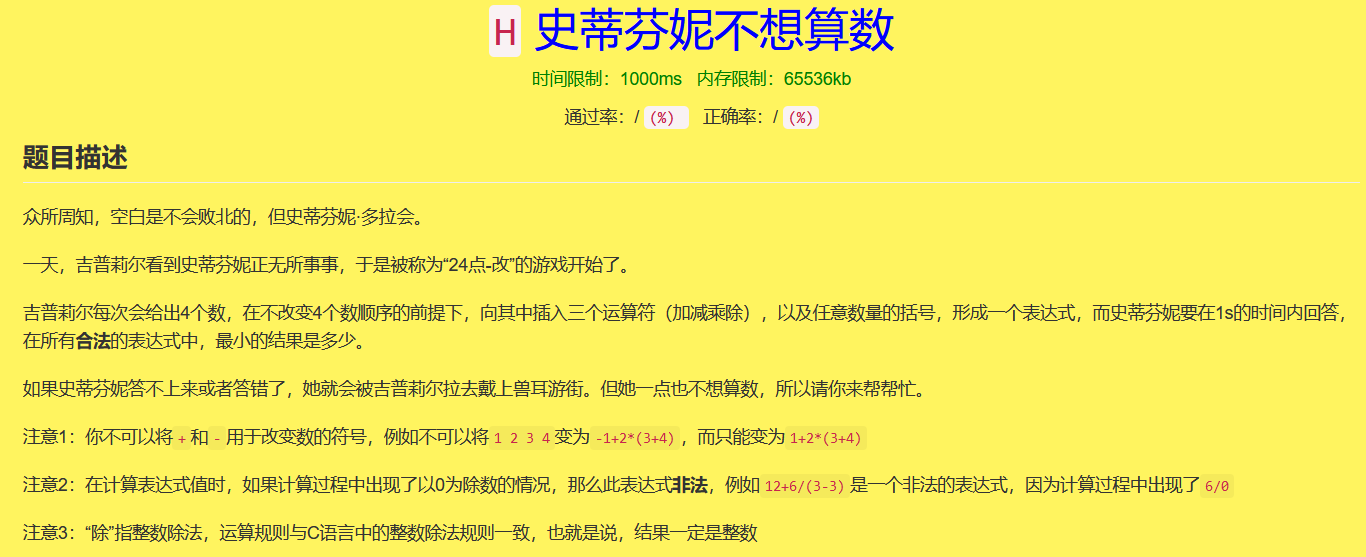 H 史蒂芬妮不想算数
时间限制：1000ms 内存限制：65536kb
通过率：/ (%) 正确率：/ (%)
题目描述
众所周知，空白是不会败北的，但史蒂芬妮·多拉会。
一天，吉普莉尔看到史蒂芬妮正无所事事，于是被称为“24点-改”的游戏开始了。
吉普莉尔每次会给出4个数，在不改变4个数顺序的前提下，向其中插入三个运算符（加减乘除），以及任意数量的括号，形成一个表达式，而史蒂芬妮要在1s的时间内回答，
在所有合法的表达式中，最小的结果是多少。
如果史蒂芬妮答不上来或者答错了，她就会被吉普莉尔拉去戴上兽耳游街。但她一点也不想算数，所以请你来帮帮忙。
注意1：你不可以将 + 和 - 用于改变数的符号，例如不可以将 1 2 3 4 变为 -1+2*(3+4) ，而只能变为 1+2*(3+4)
注意2：在计算表达式值时，如果计算过程中出现了以0为除数的情况，那么此表达式非法，例如 12+6/(3-3) 是一个非法的表达式，因为计算过程中出现了 6/0
注意3：“除”指整数除法，运算规则与C语言中的整数除法规则一致，也就是说，结果一定是整数